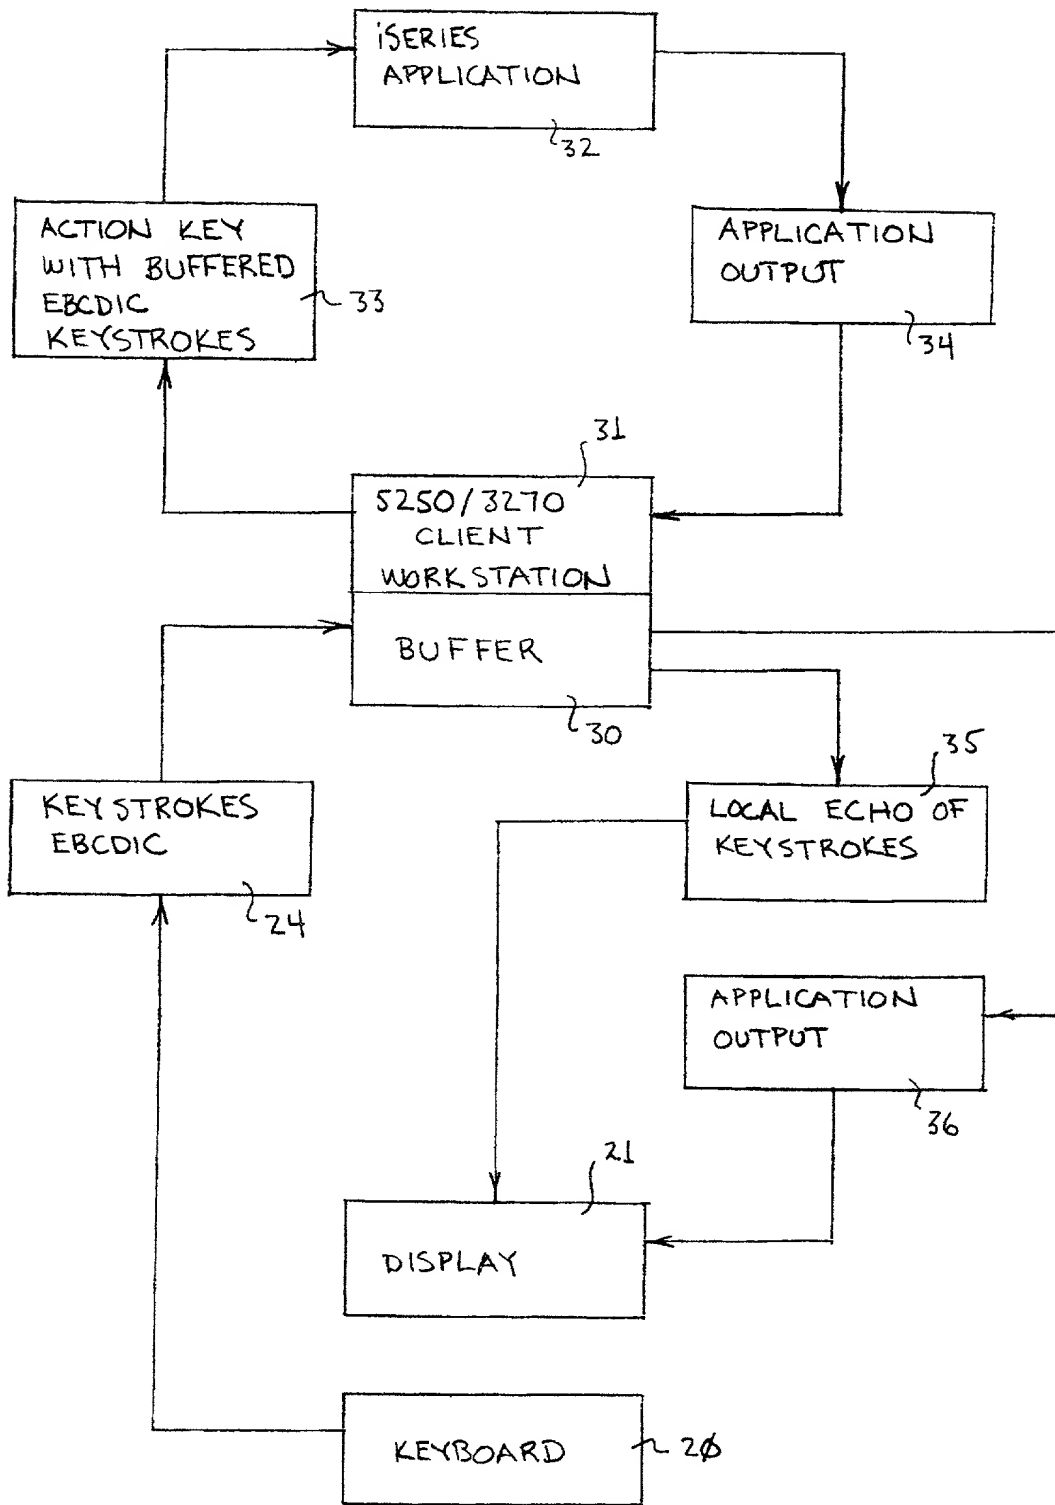 iSERIES
APPLICATION
32
ACTION KEY
WITH BUFFERED
EBCDIC
KEYSTROKES
33
APPLICATION
OUTPUT
34
31
5250/3270
CLIENT
WORKSTATION
BUFFER
30
KEYSTROKES
EBCDIC
24
35
LOCAL ECHO OF
KEYSTROKES
APPLICATION
OUTPUT
36
21
DISPLAY
KEYBOARD
20